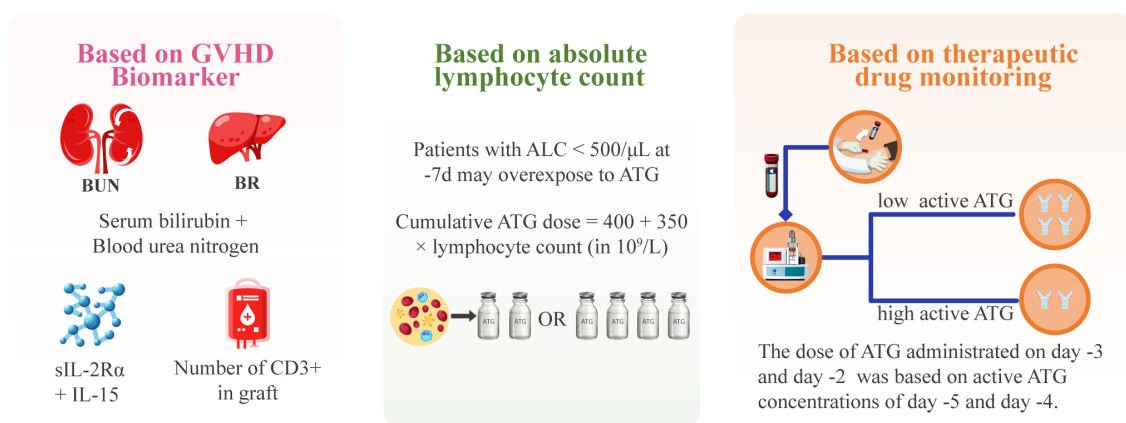 Based on GVHD
Biomarker
BUN
BR
Serum bilirubin +
Blood urea nitrogen
sIL-2Rα
+ IL-15
Number of CD3+
in graft
Based on absolute
lymphocyte count
Patients with ALC < 500/μL at
-7d may overexpose to ATG
Cumulative ATG dose = 400 + 350
× lymphocyte count (in 10⁹/L)
ATG
ATG
OR
ATG
ATG
ATG
ATG
Based on therapeutic
drug monitoring
low active ATG
high active ATG
The dose of ATG administrated on day -3
and day -2 was based on active ATG
concentrations of day -5 and day -4.